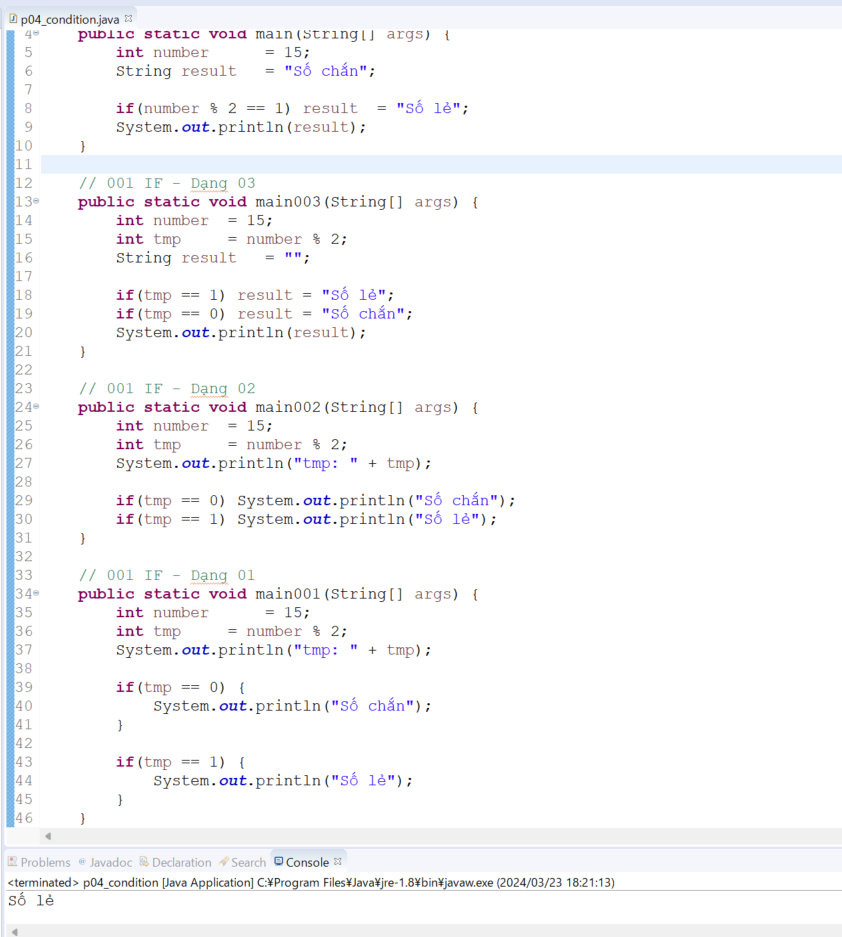 p04_condition.java
4 public static void main(String[] args) {
5 int number = 15;
6 String result = "Số chẵn";
7
8 if(number % 2 == 1) result = "Số lẻ";
9 System.out.println(result);
10 }
11
12 // 001 IF - Dạng 03
13 public static void main003(String[] args) {
14 int number = 15;
15 int tmp = number % 2;
16 String result = "";
17
18 if(tmp == 1) result = "Số lẻ";
19 if(tmp == 0) result = "Số chẵn";
20 System.out.println(result);
21 }
22
23 // 001 IF - Dạng 02
24 public static void main002(String[] args) {
25 int number = 15;
26 int tmp = number % 2;
27 System.out.println("tmp: " + tmp);
28
29 if(tmp == 0) System.out.println("Số chẵn");
30 if(tmp == 1) System.out.println("Số lẻ");
31 }
32
33 // 001 IF - Dạng 01
34 public static void main001(String[] args) {
35 int number = 15;
36 int tmp = number % 2;
37 System.out.println("tmp: " + tmp);
38
39 if(tmp == 0) {
40 System.out.println("Số chẵn");
41 }
42
43 if(tmp == 1) {
44 System.out.println("Số lẻ");
45 }
46 }
Problems Javadoc Declaration Search Console
<terminated> p04_condition [Java Application] C:¥Program Files¥Java¥jre-1.8¥bin¥javaw.exe (2024/03/23 18:21:13)
Số lẻ